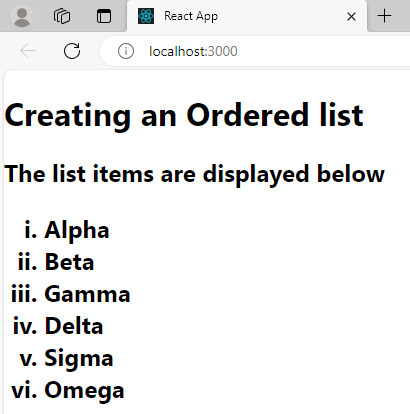 React App
localhost:3000
Creating an Ordered list
The list items are displayed below
i. Alpha
ii. Beta
iii. Gamma
iv. Delta
v. Sigma
vi. Omega